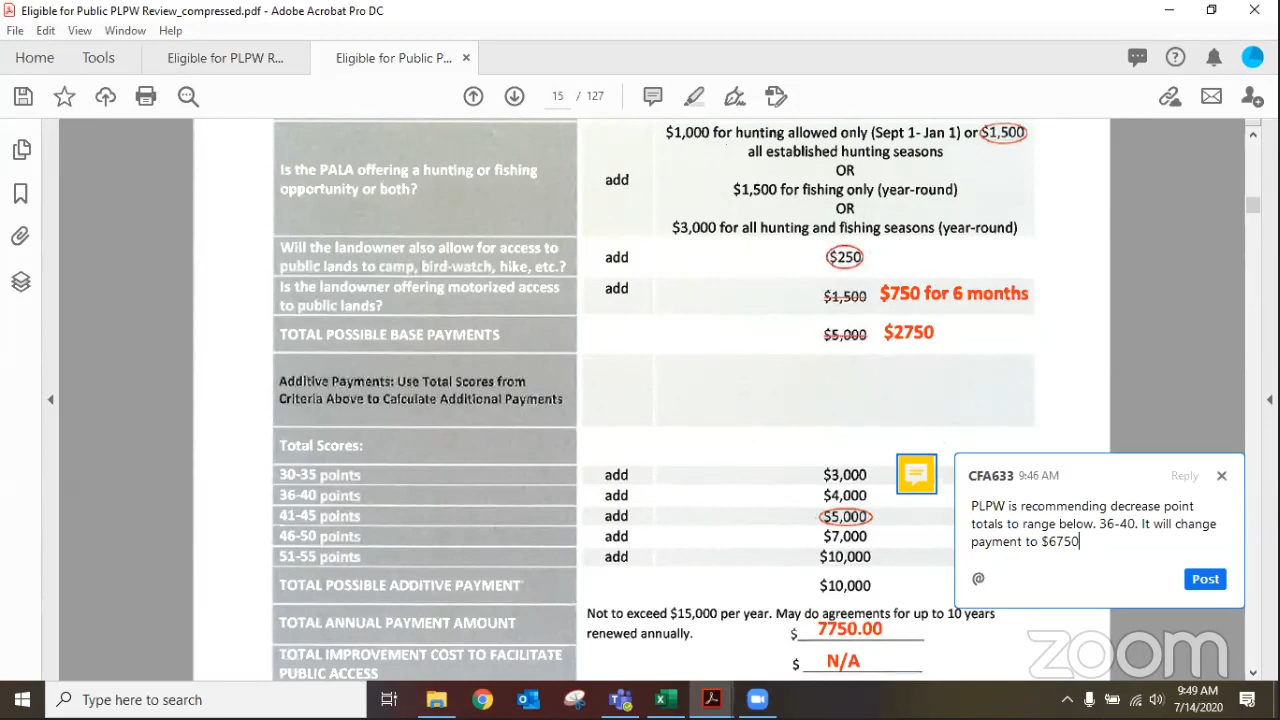 Eligible for Public PLPW Review_compressed.pdf - Adobe Acrobat Pro DC
File Edit View Window Help
Home Tools Eligible for PLPW R... Eligible for Public P... ×
15 / 127
$1,000 for hunting allowed only (Sept 1- Jan 1) or $1,500
all established hunting seasons
Is the PALA offering a hunting or fishing
opportunity or both?
add
OR
$1,500 for fishing only (year-round)
OR
$3,000 for all hunting and fishing seasons (year-round)
Will the landowner also allow for access to
public lands to camp, bird-watch, hike, etc.?
add $250
Is the landowner offering motorized access
to public lands?
add $1,500 $750 for 6 months
TOTAL POSSIBLE BASE PAYMENTS $5,000 $2750
Additive Payments: Use Total Scores from
Criteria Above to Calculate Additional Payments
Total Scores:
30-35 points add $3,000
36-40 points add $4,000
41-45 points add $5,000
46-50 points add $7,000
51-55 points add $10,000
TOTAL POSSIBLE ADDITIVE PAYMENT $10,000
TOTAL ANNUAL PAYMENT AMOUNT
Not to exceed $15,000 per year. May do agreements for up to 10 years
renewed annually. $ 7750.00
TOTAL IMPROVEMENT COST TO FACILITATE
PUBLIC ACCESS
$ N/A
CFA633 9:46 AM Reply
PLPW is recommending decrease point
totals to range below. 36-40. It will change
payment to $6750
@ Post
zoom
Type here to search
9:49 AM
7/14/2020